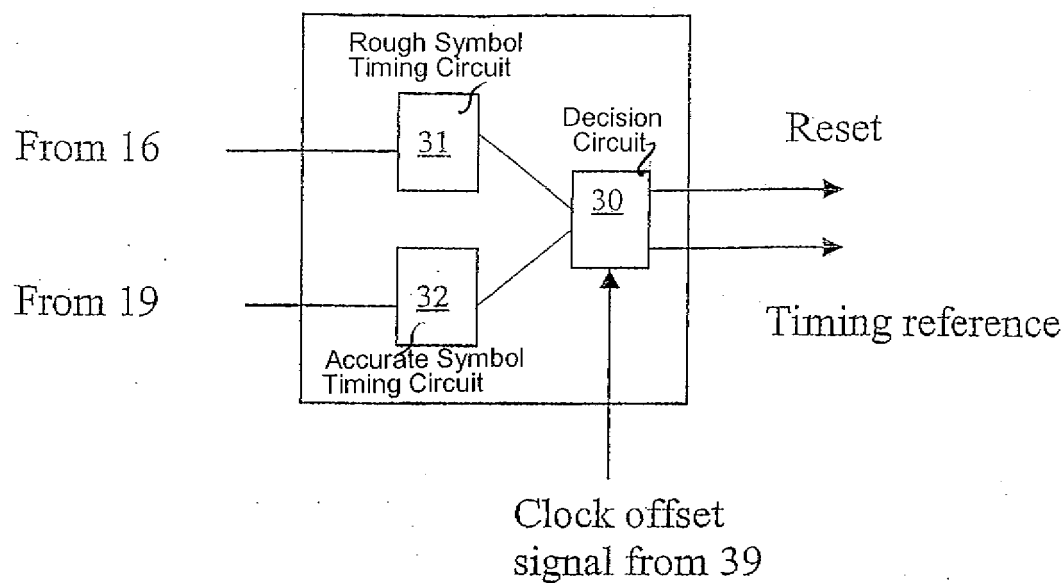 Rough Symbol
Timing Circuit
From 16
31
Decision
Circuit
Reset
30
From 19
32
Timing reference
Accurate Symbol
Timing Circuit
Clock offset
signal from 39